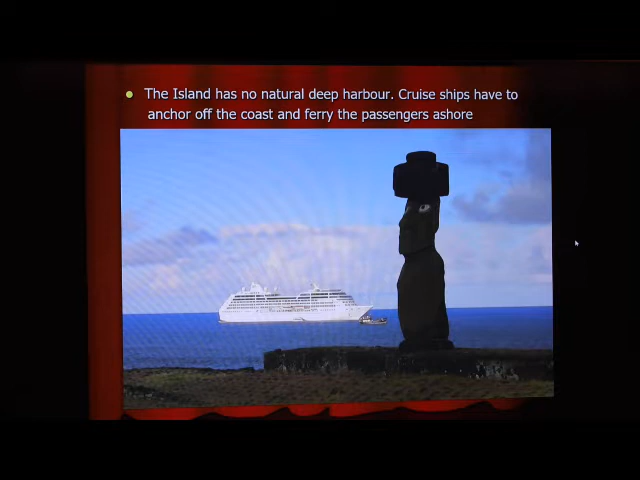 The Island has no natural deep harbour. Cruise ships have to
anchor off the coast and ferry the passengers ashore